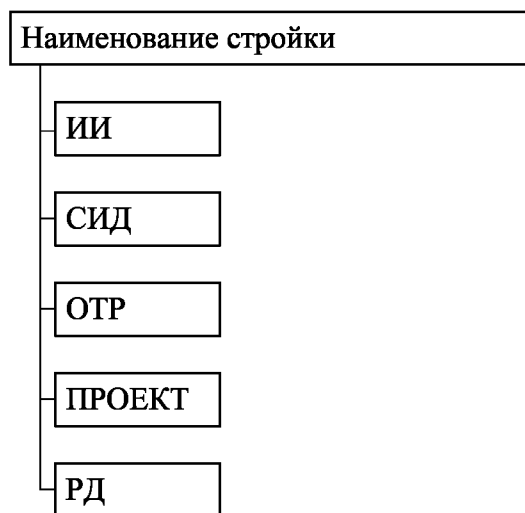 Наименование стройки
ИИ
СИД
ОТР
ПРОЕКТ
РД